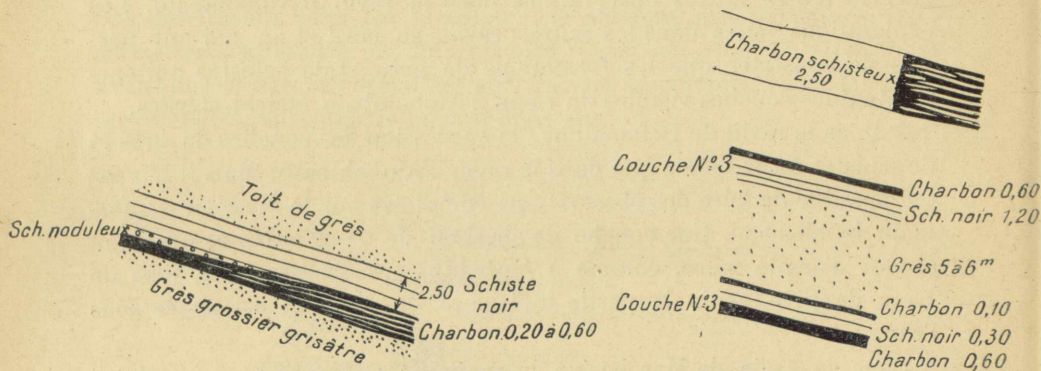 Charbon schisteux
2,50
Couche Nº3
Charbon 0,60
Sch. noir 1,20
Grès 5 à 6m
Couche Nº3
Charbon 0,10
Sch. noir 0,30
Charbon 0,60
Toit de grès
Sch. noduleux
2,50 Schiste
noir
Charbon 0,20 à 0,60
Grès grossier grisâtre